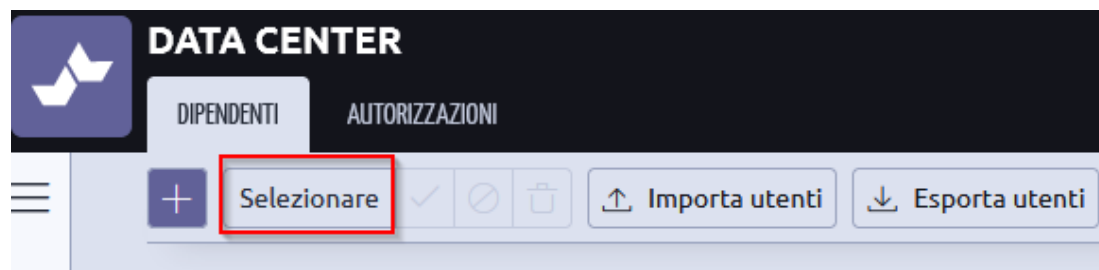 DATA CENTER
DIPENDENTI AUTORIZZAZIONI
Selezionare Importa utenti Esporta utenti